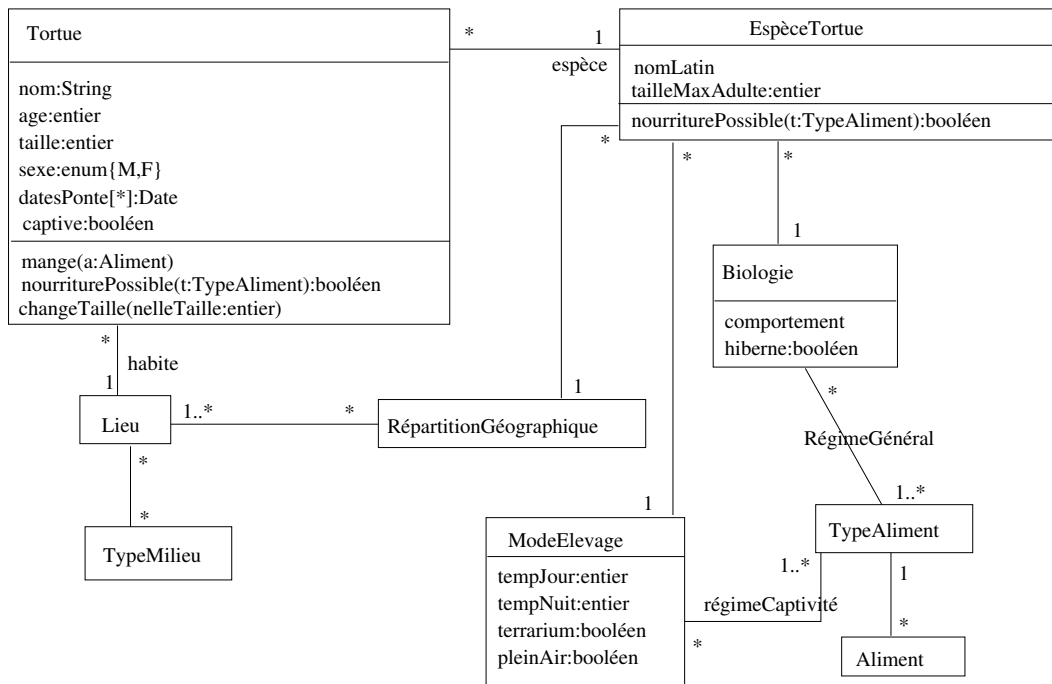 Tortue
nom:String
age:entier
taille:entier
sexe:enum{M,F}
datesPonte[*]:Date
captive:booléen
mange(a:Aliment)
nourriturePossible(t:TypeAliment):booléen
changeTaille(nelleTaille:entier)
* 1
espèce
EspèceTortue
nomLatin
tailleMaxAdulte:entier
nourriturePossible(t:TypeAliment):booléen
* * *
1
Biologie
comportement
hiberne:booléen
*
habite
1
Lieu
1..* *
1
RépartitionGéographique
*
RégimeGénéral
1..*
*
*
TypeMilieu
1
ModeElevage
tempJour:entier
tempNuit:entier
terrarium:booléen
pleinAir:booléen
TypeAliment
1..*
régimeCaptivité
*
1
*
Aliment